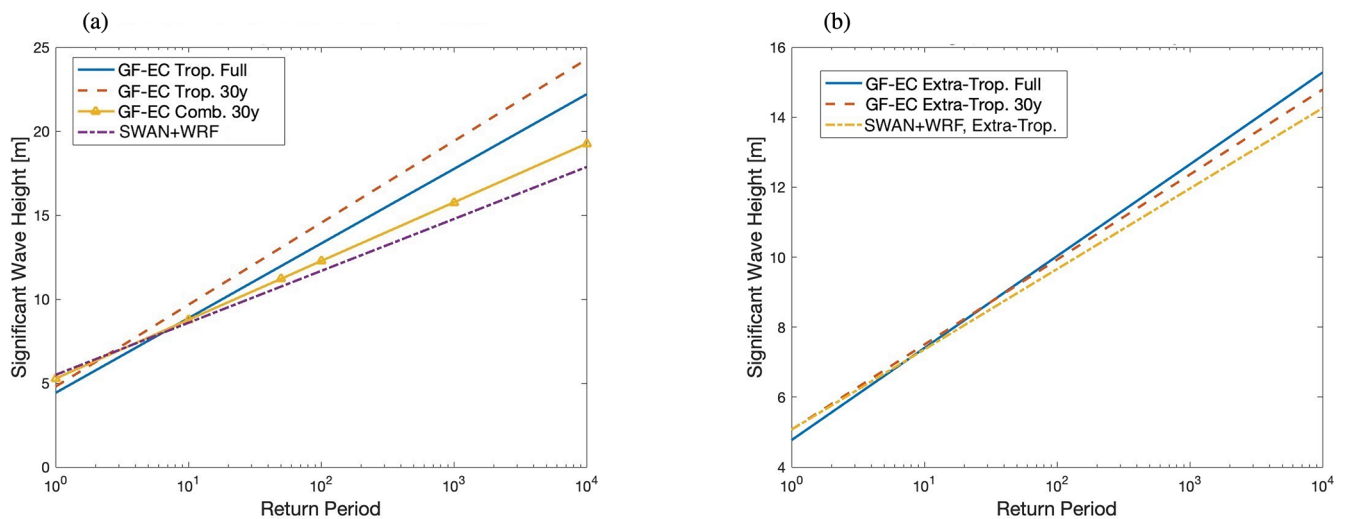 (a)
25
20
15
10
5
0
Significant Wave Height [m]
GF-EC Trop. Full
GF-EC Trop. 30y
GF-EC Comb. 30y
SWAN+WRF
10^0
10^1
10^2
10^3
10^4
Return Period
(b)
16
14
12
10
8
6
4
Significant Wave Height [m]
GF-EC Extra-Trop. Full
GF-EC Extra-Trop. 30y
SWAN+WRF, Extra-Trop.
10^0
10^1
10^2
10^3
10^4
Return Period